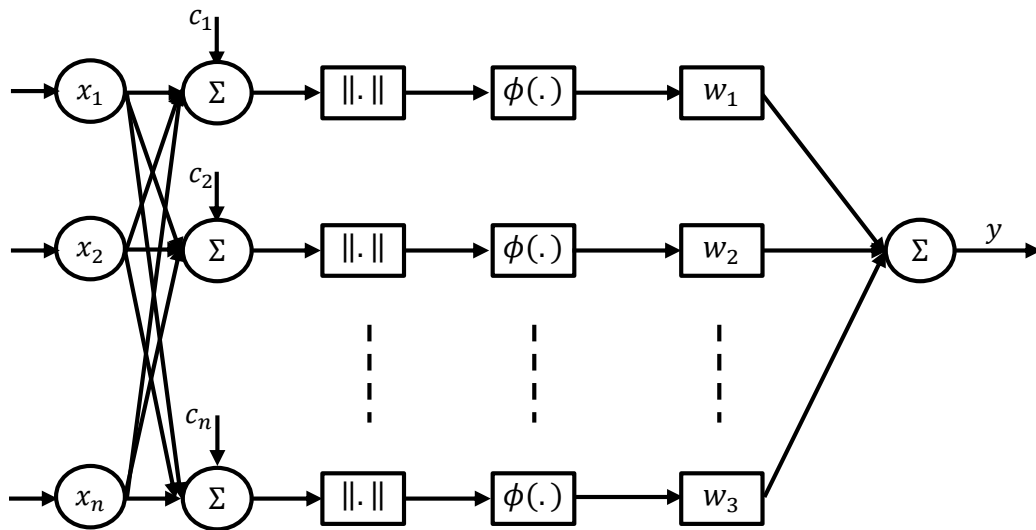 c₁
x₁ Σ ‖.‖ ϕ(.) w₁
c₂
x₂ Σ ‖.‖ ϕ(.) w₂ Σ y
cₙ
xₙ Σ ‖.‖ ϕ(.) w₃